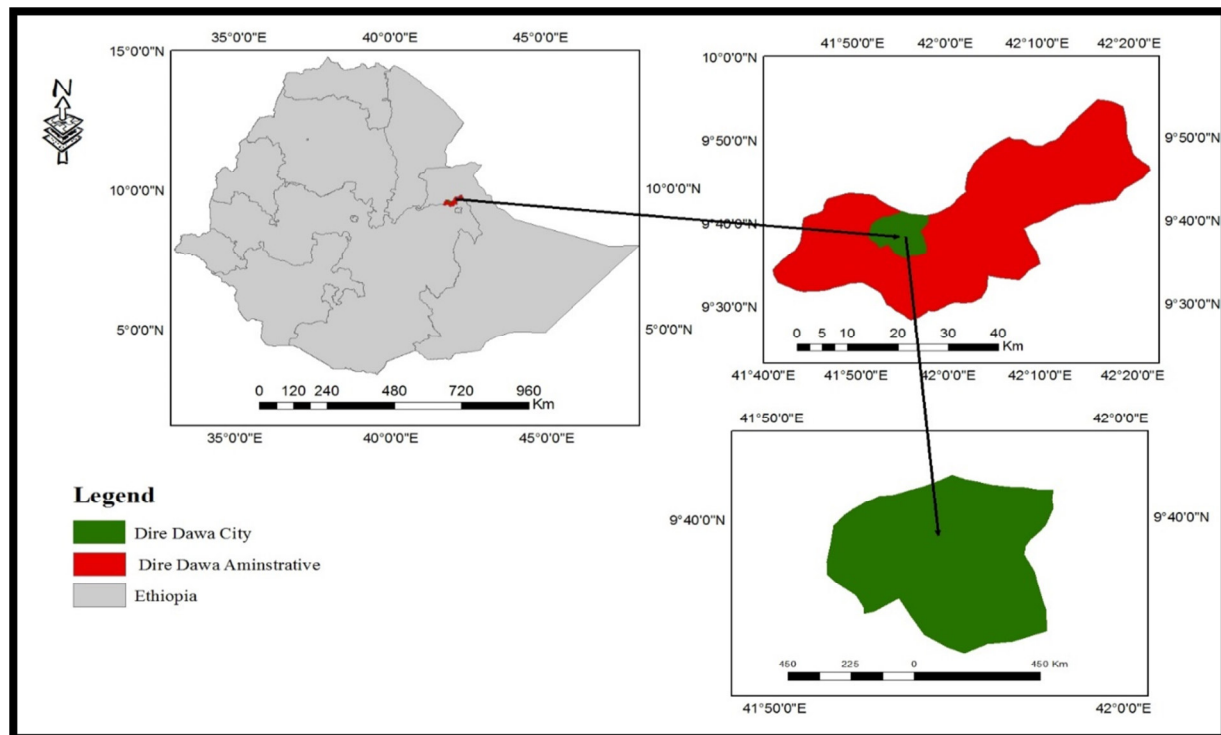 N
35°0'0"E 40°0'0"E 45°0'0"E
15°0'0"N
10°0'0"N 10°0'0"N
5°0'0"N 5°0'0"N
0 120 240 480 720 960
Km
35°0'0"E 40°0'0"E 45°0'0"E
41°50'0"E 42°0'0"E 42°10'0"E 42°20'0"E
10°0'0"N
9°50'0"N 9°50'0"N
9°40'0"N 9°40'0"N
9°30'0"N 9°30'0"N
0 5 10 20 30 40
Km
41°40'0"E 41°50'0"E 42°0'0"E 42°10'0"E 42°20'0"E
41°50'0"E 42°0'0"E
9°40'0"N 9°40'0"N
450 225 0 450 Km
41°50'0"E 42°0'0"E
Legend
Dire Dawa City
Dire Dawa Aminstrative
Ethiopia